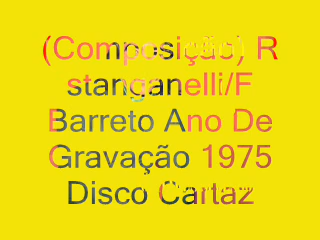 (Composição) R
stanganelli/F
Barreto Ano De
Gravação 1975
Disco Cartaz